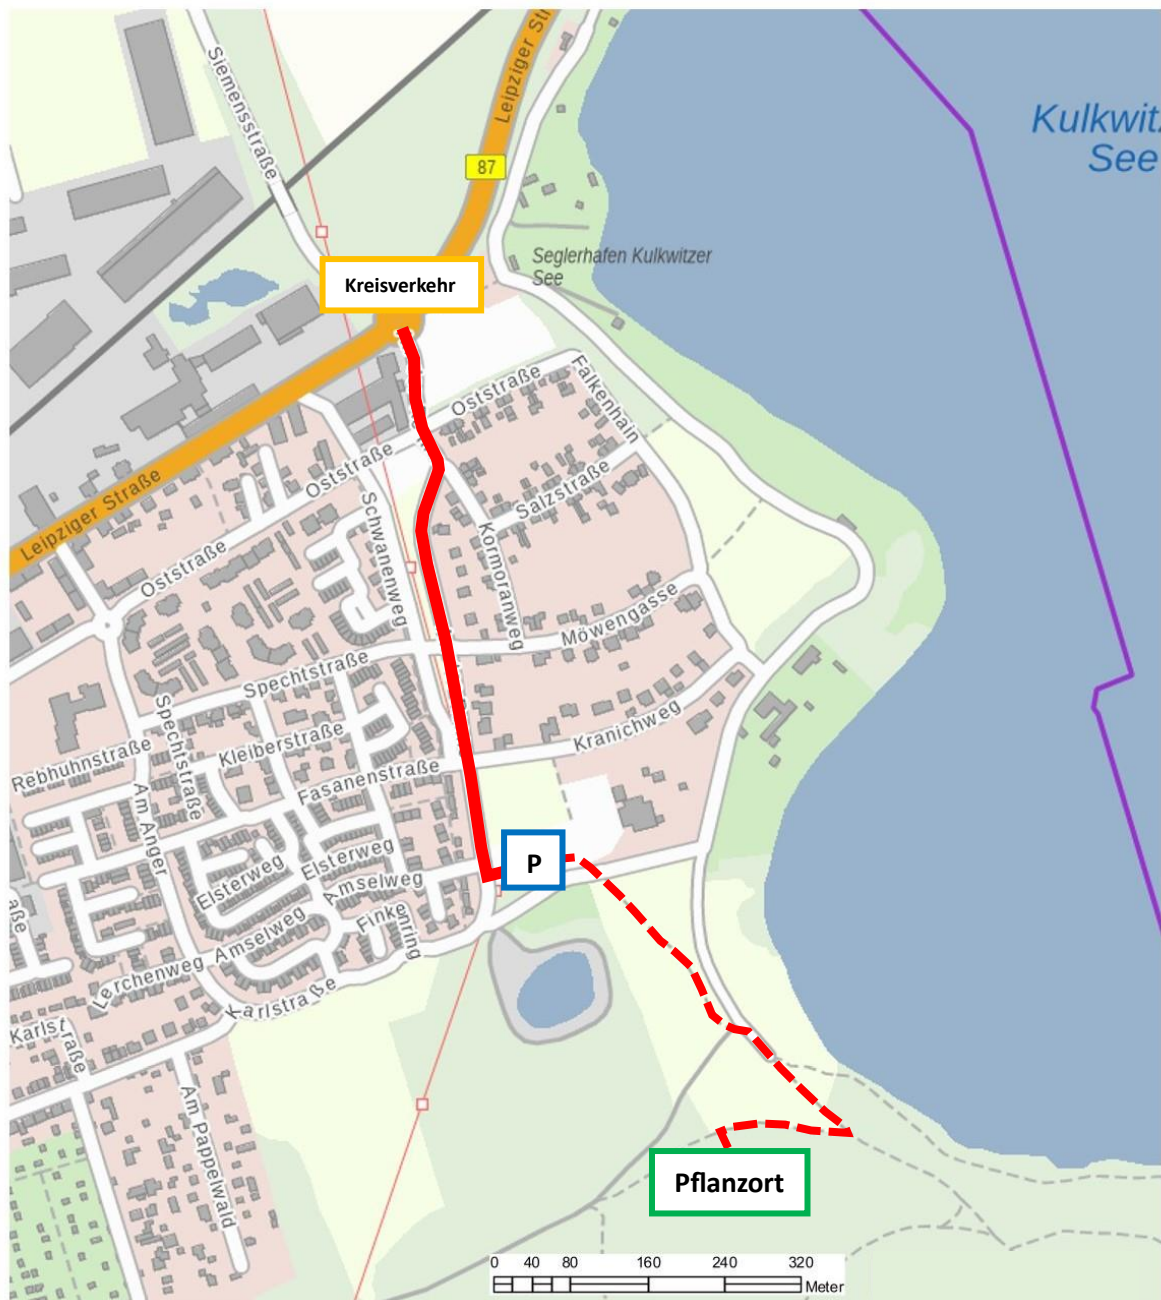 Siemensstraße
Leipziger Str
87
Kulkwitz
See
Seglerhafen Kulkwitzer
See
Kreisverkehr
Oststraße
Falkenhain
Oststraße
Salzstraße
Leipziger Straße
Schwanenweg
Kormoranweg
Oststraße
Möwengasse
Spechtstraße
Spechtstraße
Kleiberstraße
Kranichweg
Rebhuhnstraße
Fasanenstraße
Am Anger
Elsterweg
Elsterweg
P
Amselweg
Finkenring
Amselweg
Lerchenweg
aße
Karlstraße
Karlstraße
Am Pappelwald
Pflanzort
0 40 80 160 240 320
Meter